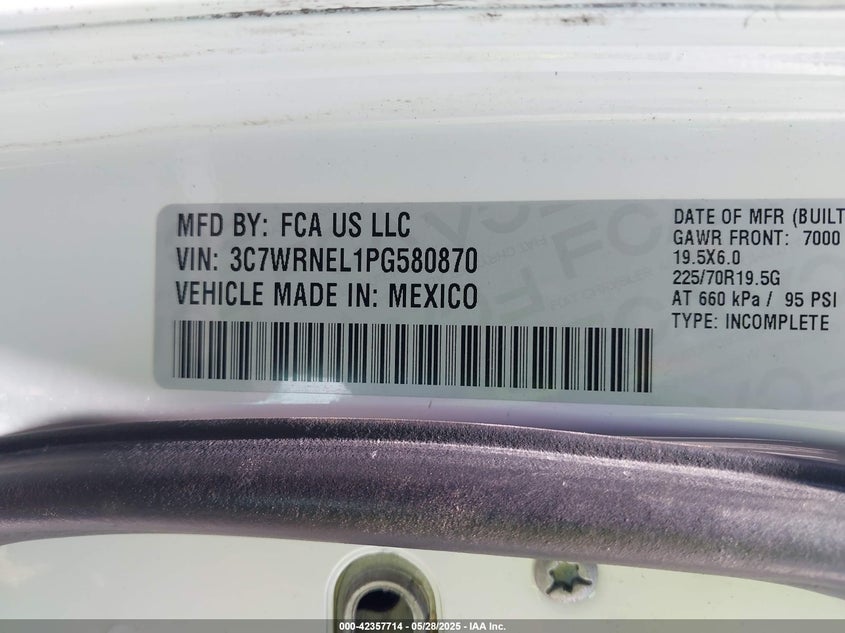 MFD BY: FCA US LLC
VIN: 3C7WRNEL1PG580870
VEHICLE MADE IN: MEXICO
DATE OF MFR (BUILT
GAWR FRONT: 7000
19.5X6.0
225/70R19.5G
AT 660 kPa / 95 PSI
TYPE: INCOMPLETE
000-42357714 - 05/28/2025 - IAA Inc.